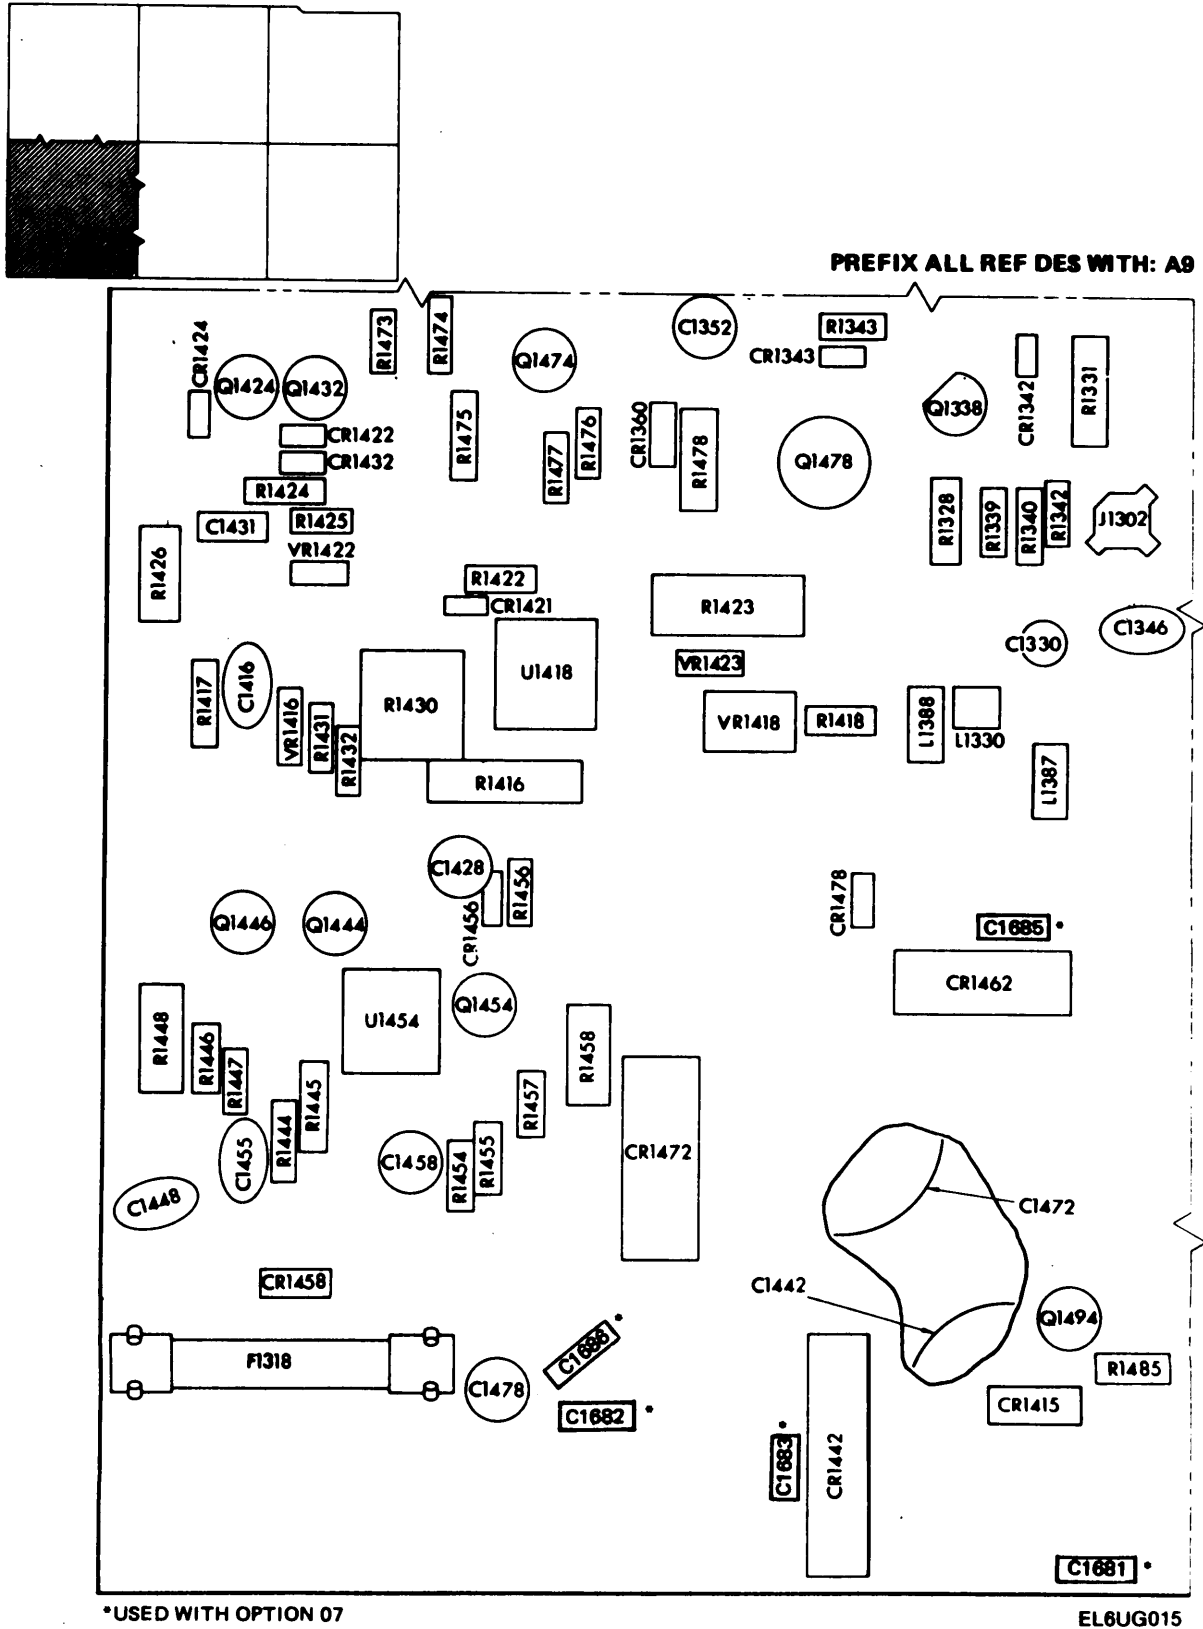 PREFIX ALL REF DES WITH: A9
CR1424
R1473
R1474
C1352
R1343
CR1343
Q1424
Q1432
Q1474
Q1338
CR1342
R1331
CR1422
CR1432
R1475
R1477
R1476
CR1360
R1478
Q1478
R1424
C1431
R1425
VR1422
R1426
R1328
R1339
R1340
R1342
J1302
R1422
CR1421
R1423
C1330
C1346
R1417
C1416
VR1416
R1431
R1432
R1430
U1418
VR1423
VR1418
R1418
L1388
L1330
L1387
R1416
C1428
CR1456
R1456
Q1446
Q1444
CR1478
C1685 *
CR1462
U1454
Q1454
R1448
R1446
R1447
R1445
R1444
C1455
C1448
C1458
R1454
R1455
R1457
R1458
CR1472
C1472
C1442
CR1458
F1318
C1478
C1686 *
C1682 *
Q1494
R1485
CR1415
C1683 *
CR1442
C1681 *
*USED WITH OPTION 07
EL6UG015